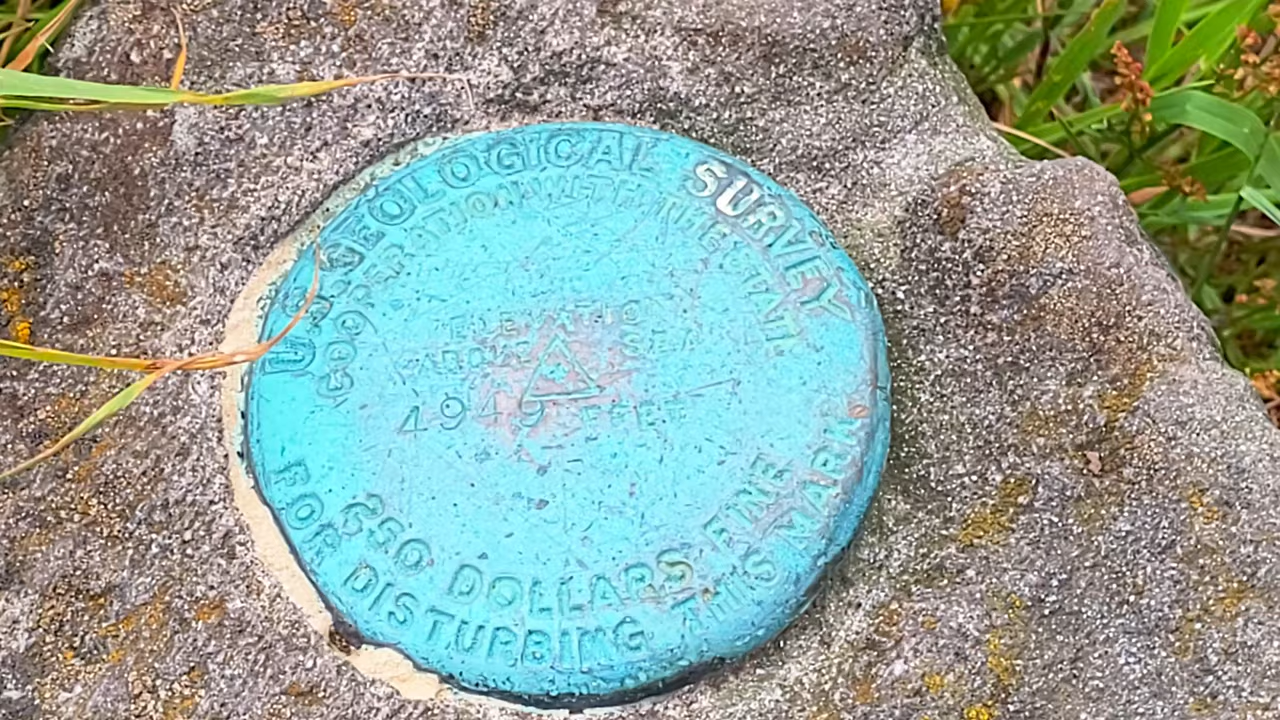 U.S. GEOLOGICAL SURVEY
COOPERATION WITH THE STATE
ELEVATION
ABOVE SEA
4949 FEET
250 DOLLARS FINE
FOR DISTURBING THIS MARK